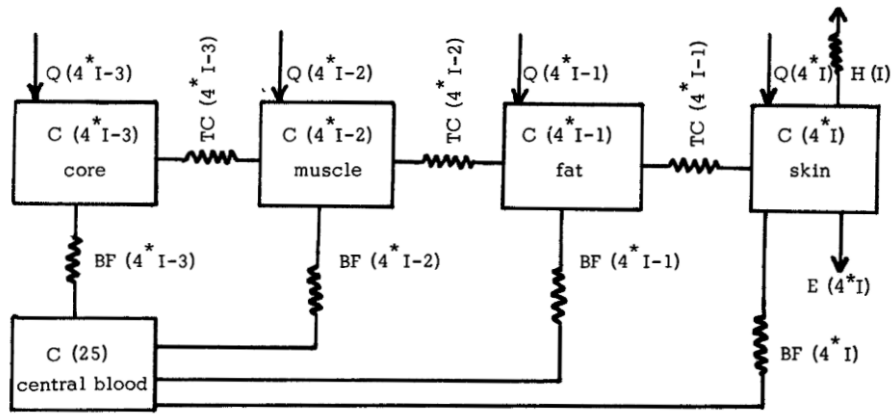 Q (4*I-3)
TC (4*I-3)
Q (4*I-2)
TC (4*I-2)
Q (4*I-1)
TC (4*I-1)
Q(4*I)
H (I)
C (4*I-3)
core
C (4*I-2)
muscle
C (4*I-1)
fat
C (4*I)
skin
BF (4*I-3)
BF (4*I-2)
BF (4*I-1)
E (4*I)
BF (4*I)
C (25)
central blood